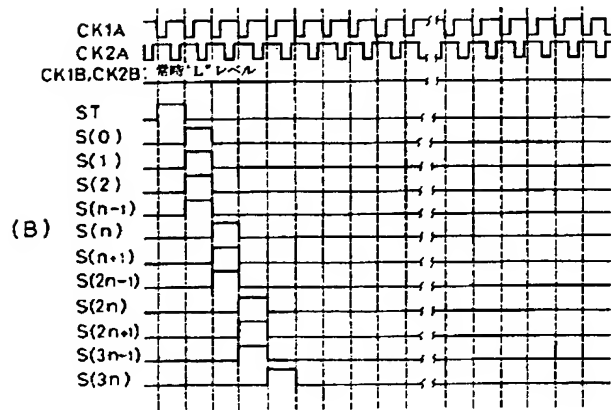 CK1A
CK2A
CK1B,CK2B: 常時"L"レベル
ST
S(0)
S(1)
S(2)
S(n-1)
(B)
S(n)
S(n+1)
S(2n-1)
S(2n)
S(2n+1)
S(3n-1)
S(3n)